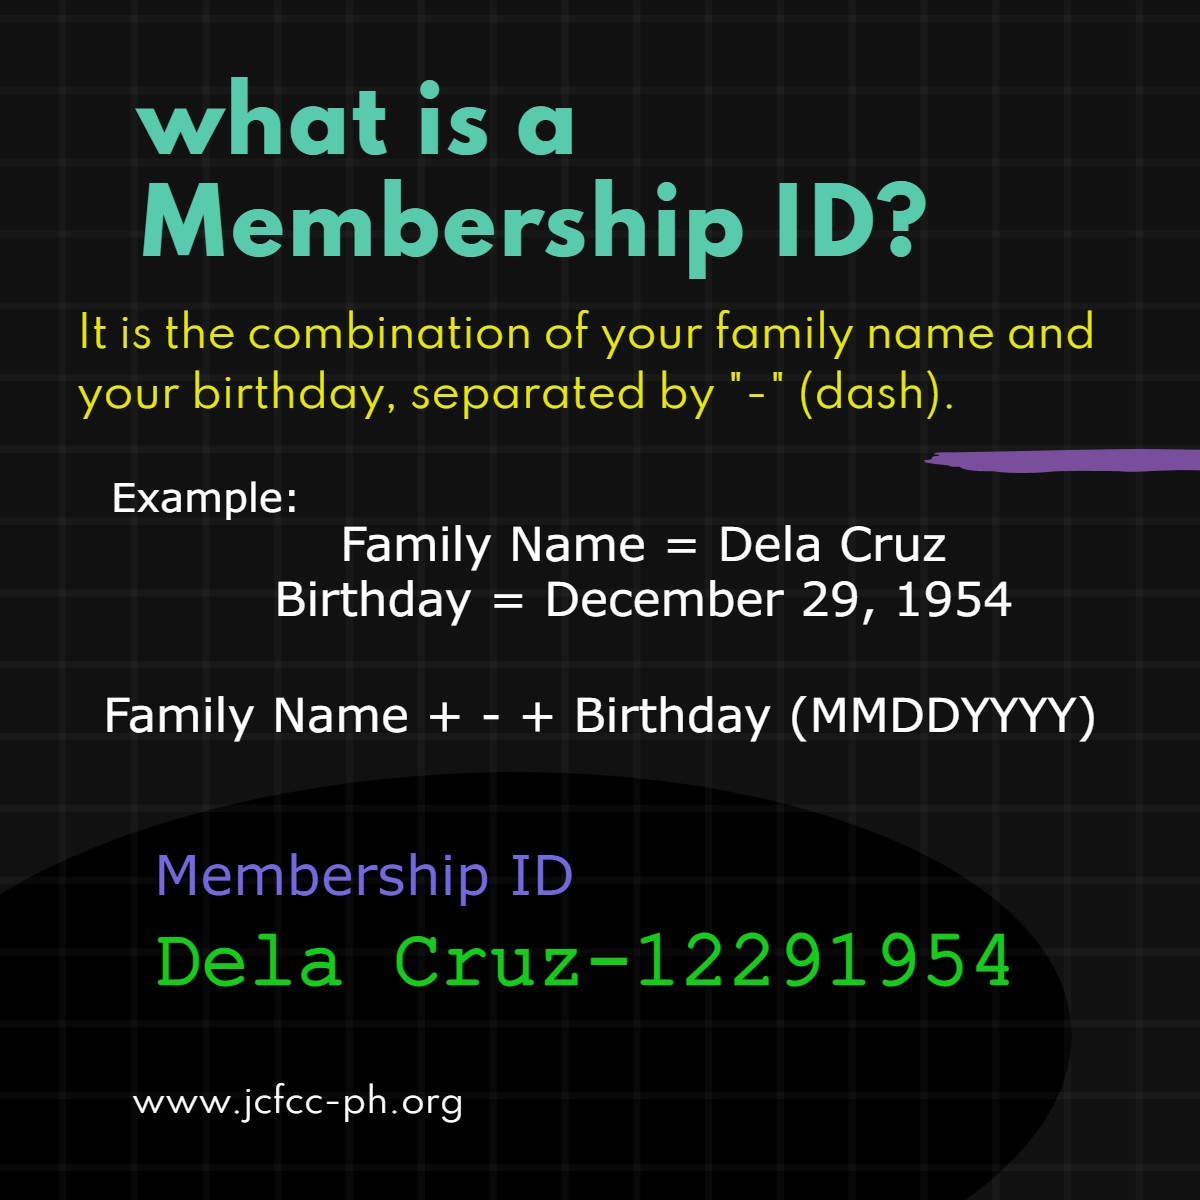 what is a
Membership ID?
It is the combination of your family name and
your birthday, separated by "-" (dash).
Example:
Family Name = Dela Cruz
Birthday = December 29, 1954
Family Name + - + Birthday (MMDDYYYY)
Membership ID
Dela Cruz-12291954
www.jcfcc-ph.org